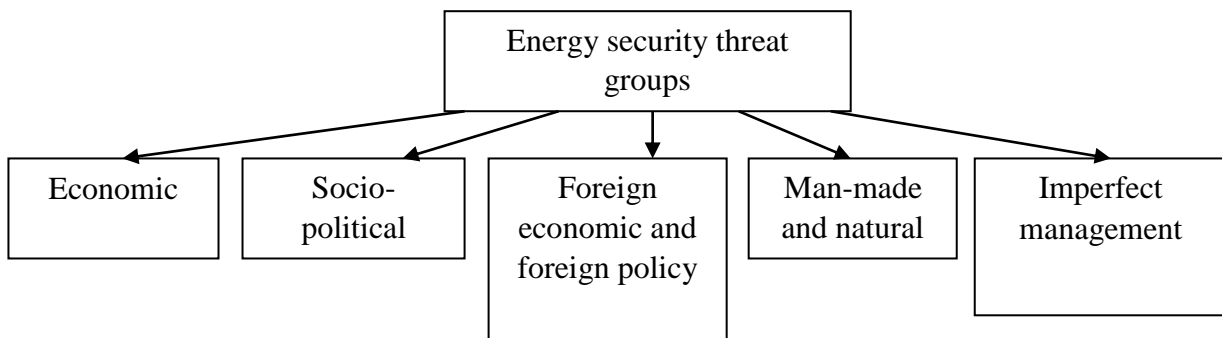 Energy security threat
groups
Economic
Socio-
political
Foreign
economic and
foreign policy
Man-made
and natural
Imperfect
management